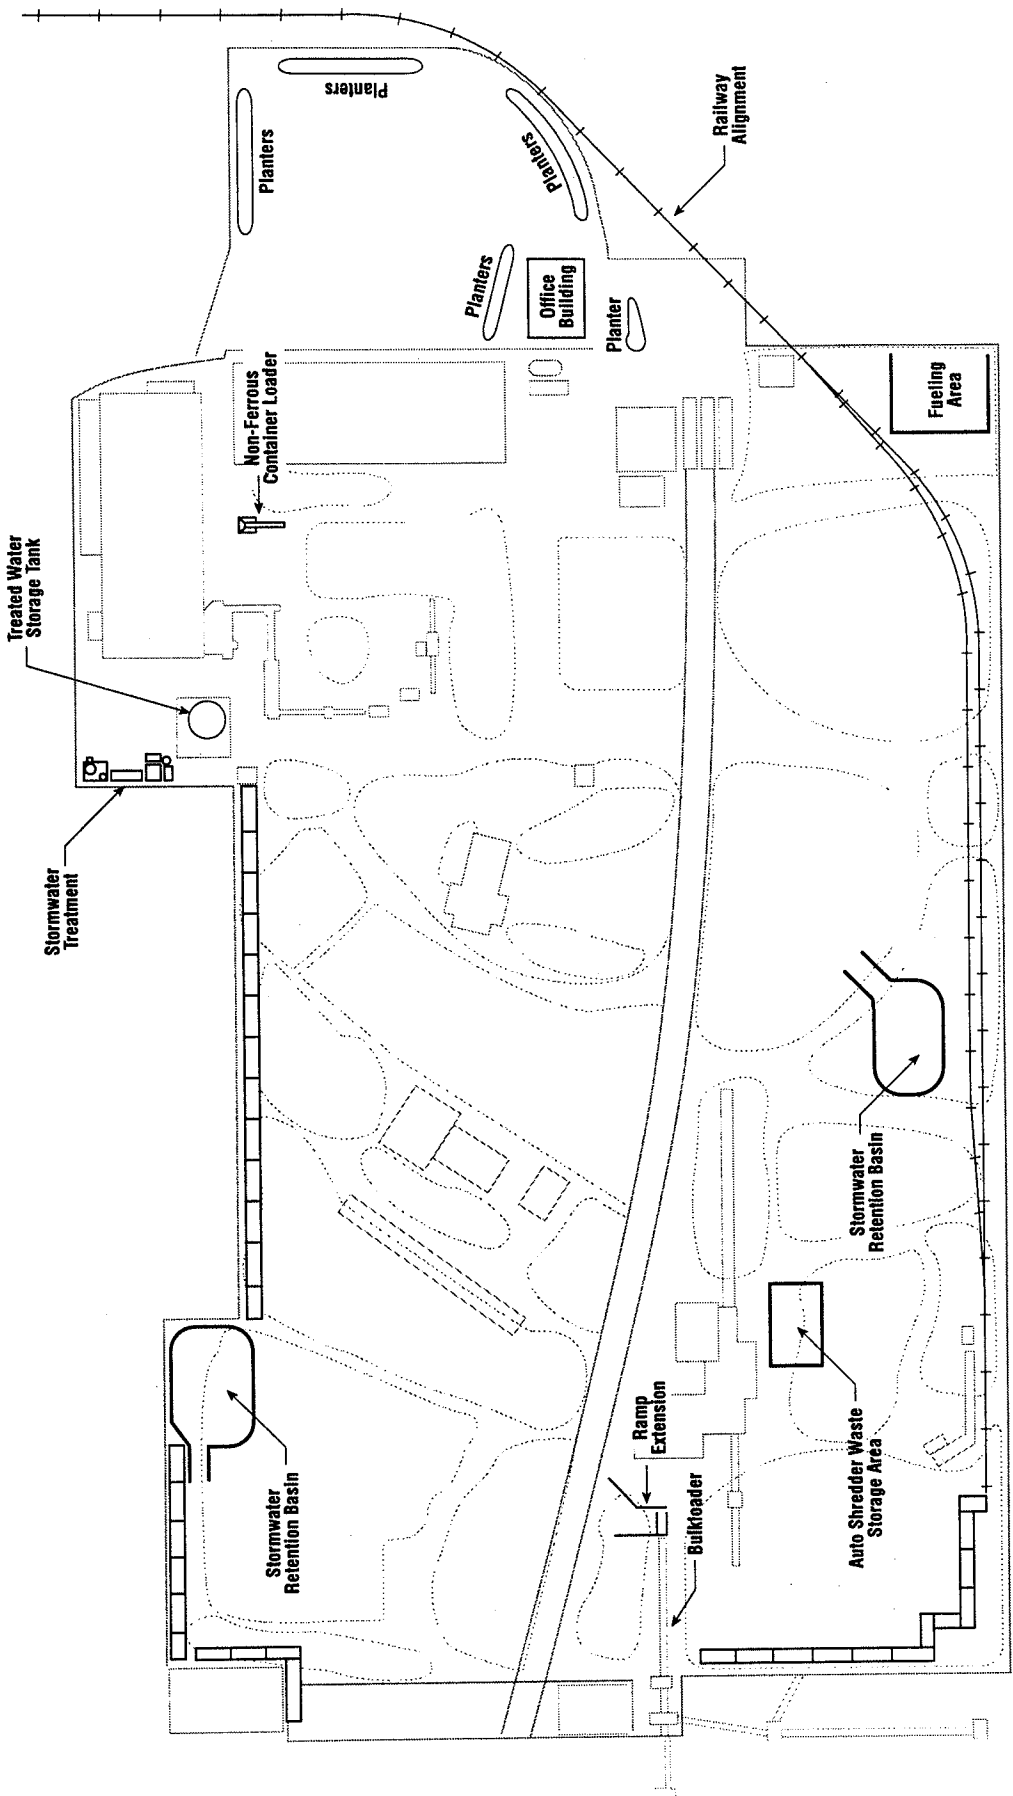 Planters
Planters
Planters
Railway
Alignment
Planters
Office
Building
Planter
Non-Ferrous
Container Loader
Fueling
Area
Treated Water
Storage Tank
Stormwater
Treatment
Stormwater
Retention Basin
Ramp
Extension
Stormwater
Retention Basin
Bulkloader
Auto Shredder Waste
Storage Area